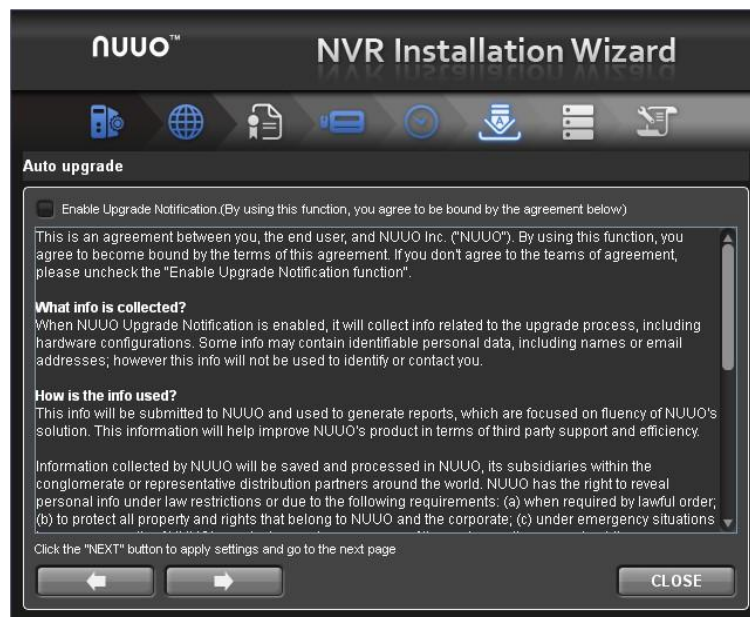 nuuo™
NVR Installation Wizard
Auto upgrade
Enable Upgrade Notification.(By using this function, you agree to be bound by the agreement below)
This is an agreement between you, the end user, and NUUO Inc. ("NUUO"). By using this function, you
agree to become bound by the terms of this agreement. If you don't agree to the teams of agreement,
please uncheck the "Enable Upgrade Notification function".
What info is collected?
When NUUO Upgrade Notification is enabled, it will collect info related to the upgrade process, including
hardware configurations. Some info may contain identifiable personal data, including names or email
addresses; however this info will not be used to identify or contact you.
How is the info used?
This info will be submitted to NUUO and used to generate reports, which are focused on fluency of NUUO's
solution. This information will help improve NUUO's product in terms of third party support and efficiency.
Information collected by NUUO will be saved and processed in NUUO, its subsidiaries within the
conglomerate or representative distribution partners around the world. NUUO has the right to reveal
personal info under law restrictions or due to the following requirements: (a) when required by lawful order;
(b) to protect all property and rights that belong to NUUO and the corporate; (c) under emergency situations
Click the "NEXT" button to apply settings and go to the next page
CLOSE